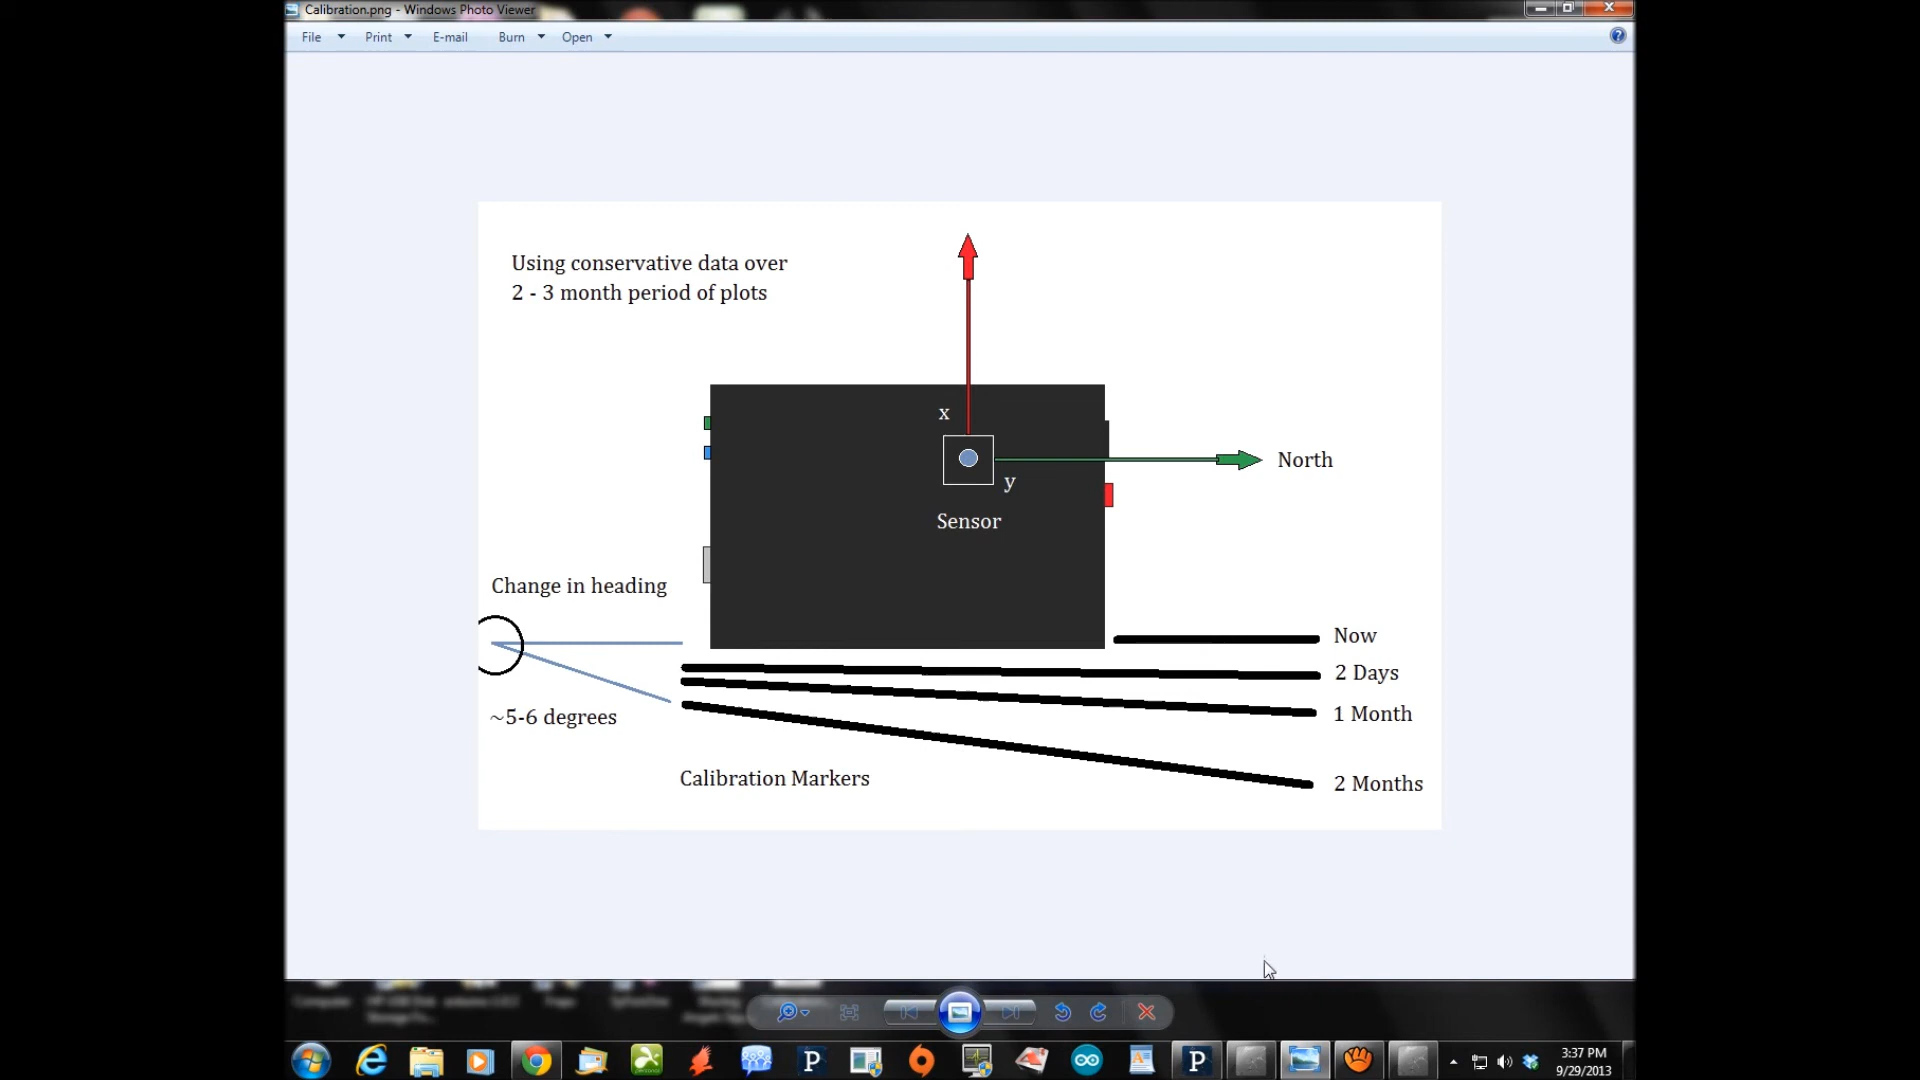 Calibration.png - Windows Photo Viewer
File Print E-mail Burn Open
Using conservative data over
2 - 3 month period of plots
x
North
y
Sensor
Change in heading
Now
2 Days
~5-6 degrees
1 Month
Calibration Markers
2 Months
Computer
3:37 PM
9/29/2013